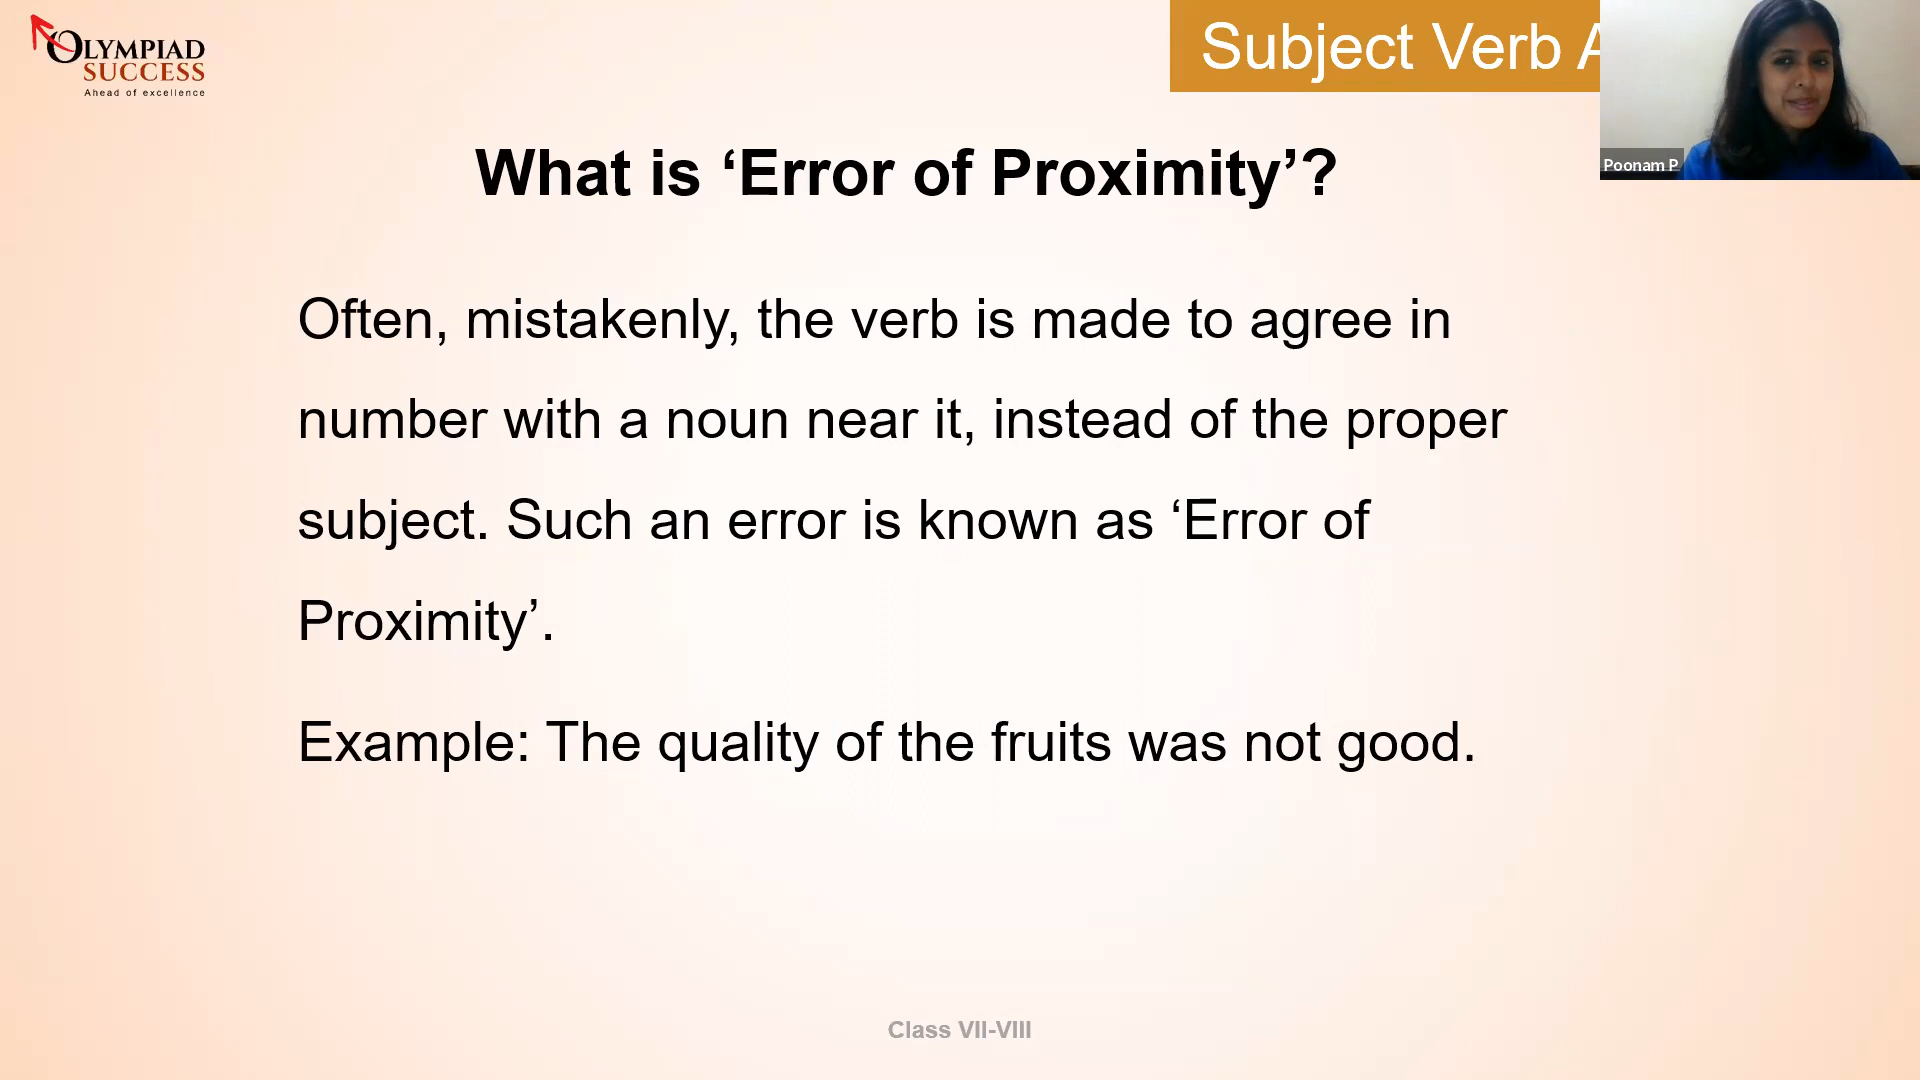 OLYMPIAD
SUCCESS
Ahead of excellence
Subject Verb A
Poonam P
What is ‘Error of Proximity’?
Often, mistakenly, the verb is made to agree in
number with a noun near it, instead of the proper
subject. Such an error is known as ‘Error of
Proximity’.
Example: The quality of the fruits was not good.
Class VII-VIII